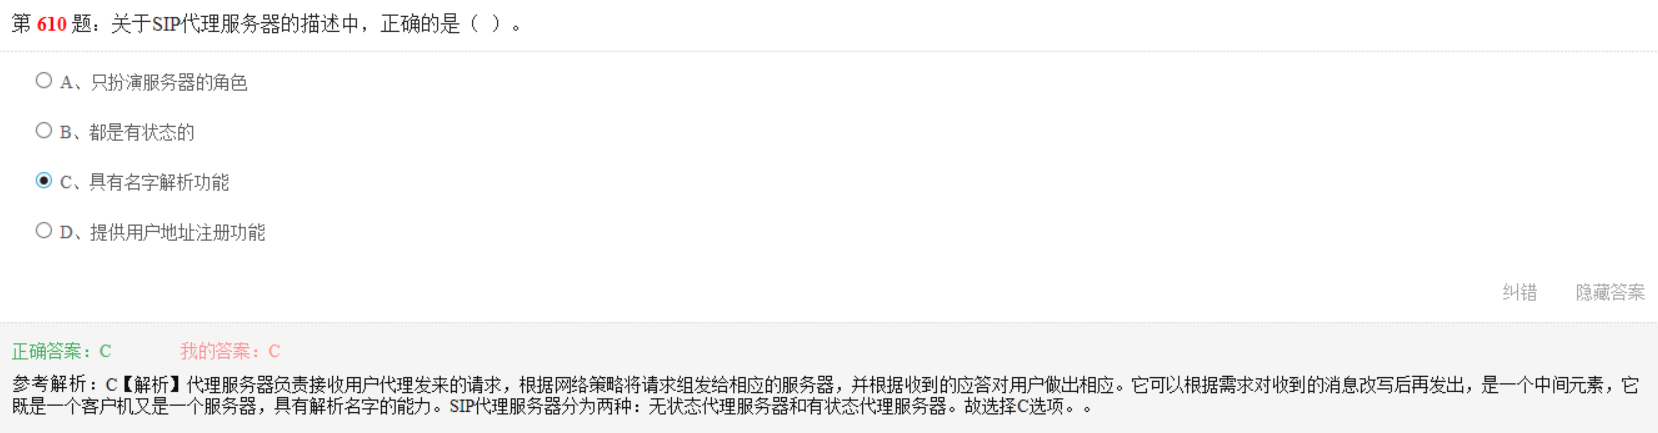 第 610 题：关于SIP代理服务器的描述中，正确的是（ ）。
A、只扮演服务器的角色
B、都是有状态的
C、具有名字解析功能
D、提供用户地址注册功能
纠错 隐藏答案
正确答案：C 我的答案：C
参考解析：C【解析】代理服务器负责接收用户代理发来的请求，根据网络策略将请求组发给相应的服务器，并根据收到的应答对用户做出相应。它可以根据需求对收到的消息改写后再发出，是一个中间元素，它
既是一个客户机又是一个服务器，具有解析名字的能力。SIP代理服务器分为两种：无状态代理服务器和有状态代理服务器。故选择C选项。。